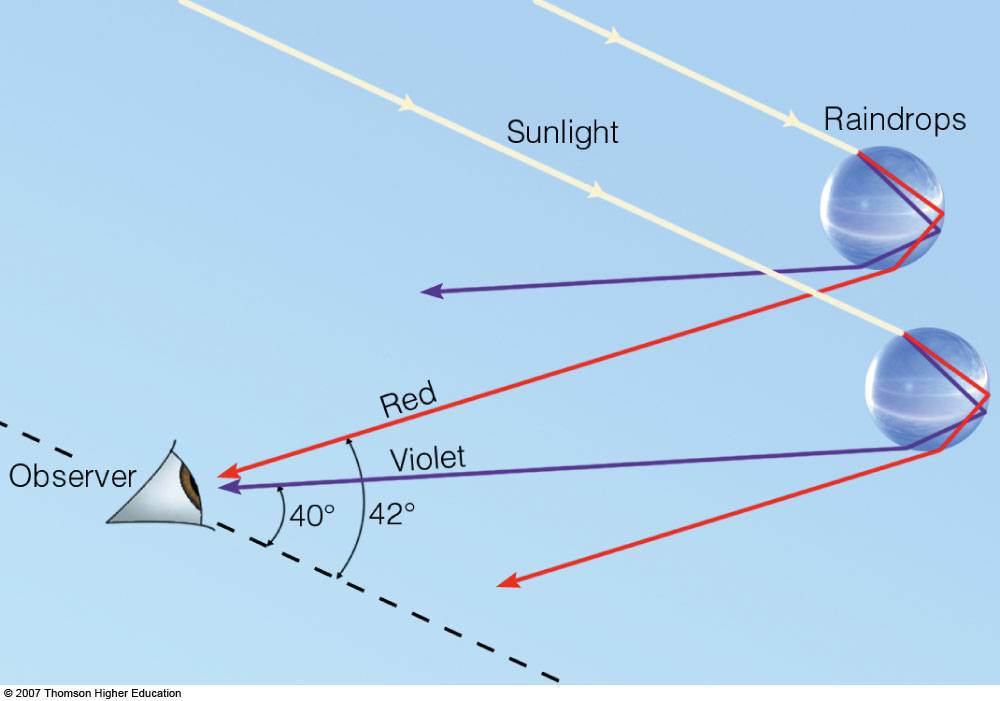 Raindrops
Sunlight
Red
Violet
Observer
40°
42°
© 2007 Thomson Higher Education